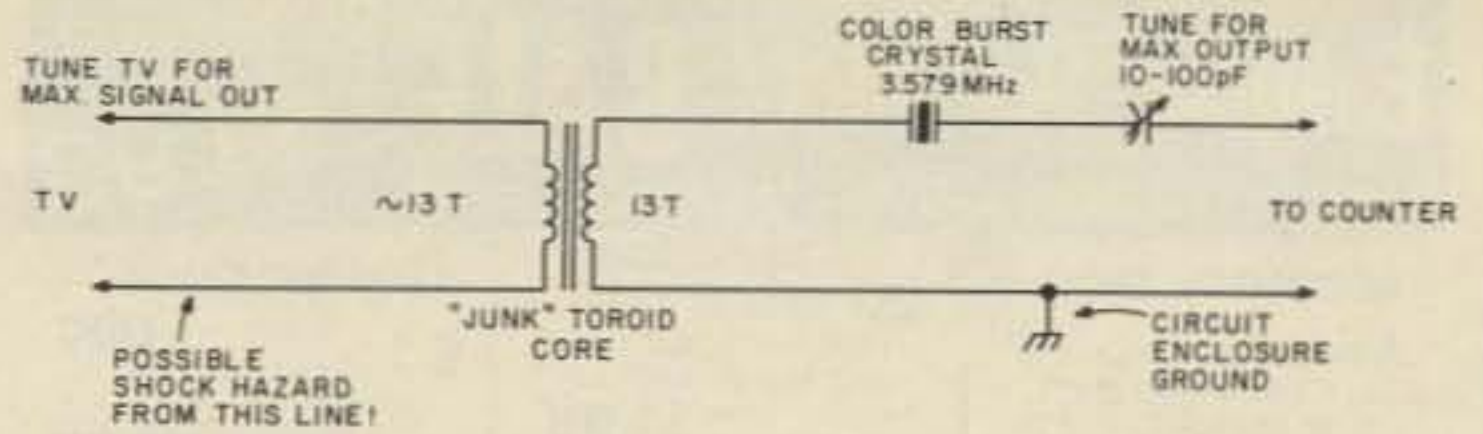 TUNE TV FOR
MAX. SIGNAL OUT
COLOR BURST
CRYSTAL
3.579 MHz
TUNE FOR
MAX OUTPUT
10-100pF
TV
~13 T
13T
TO COUNTER
"JUNK" TOROID
CORE
POSSIBLE
SHOCK HAZARD
FROM THIS LINE!
CIRCUIT
ENCLOSURE
GROUND